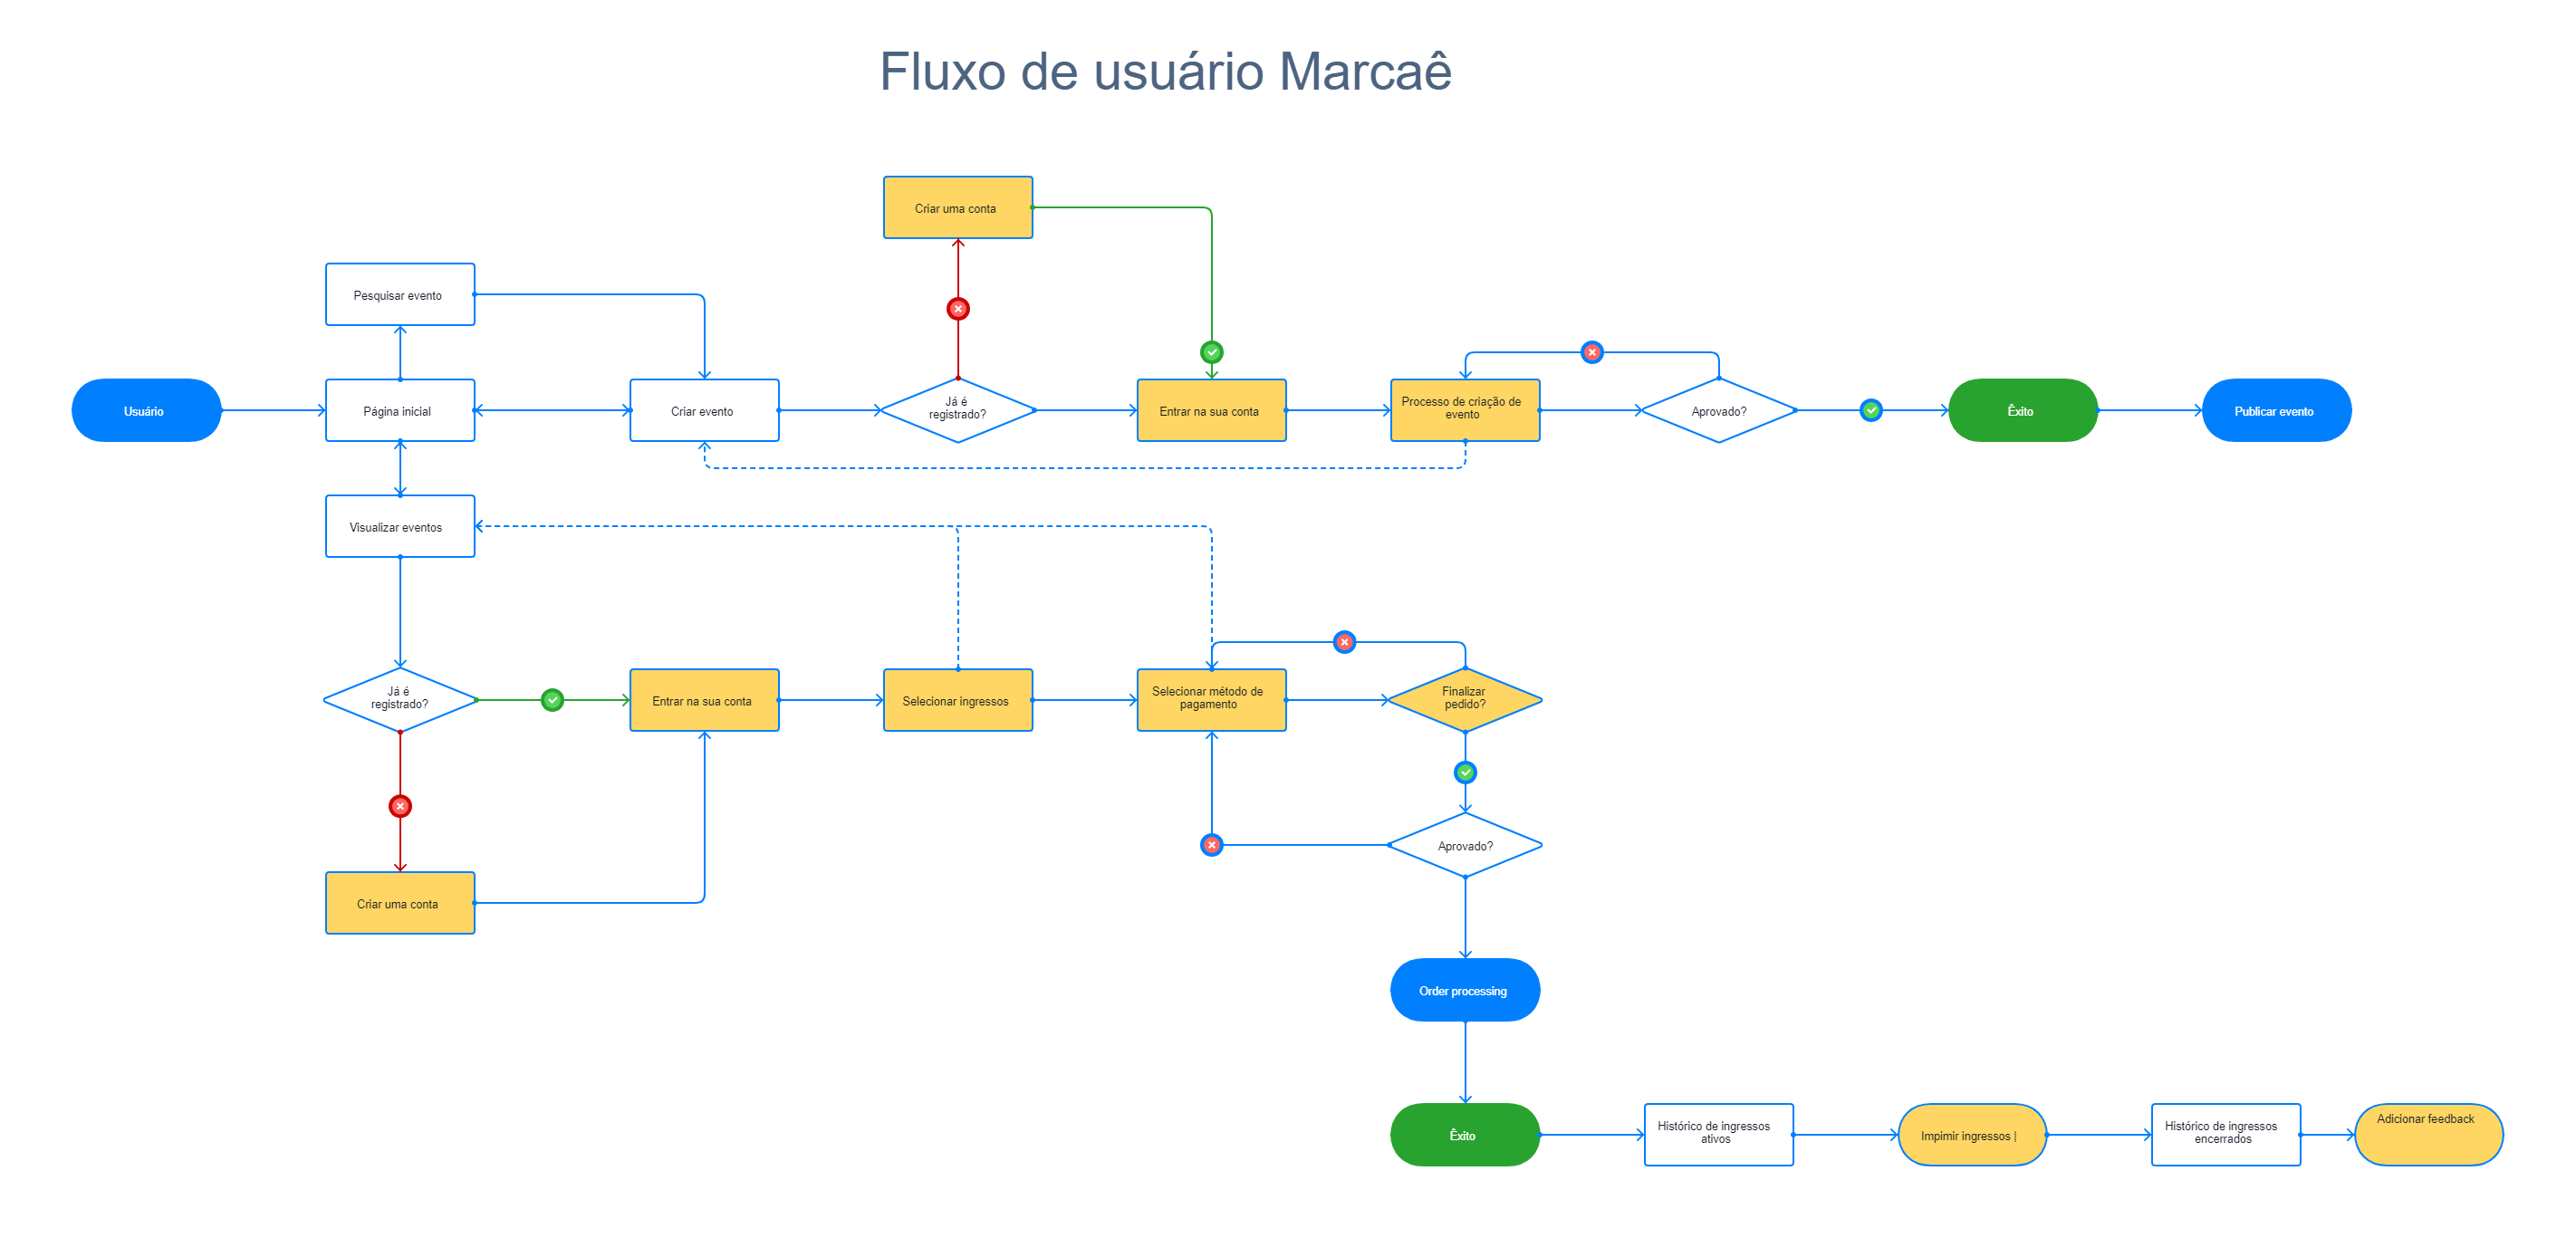 Fluxo de usuário Marcaê
Criar uma conta
Pesquisar evento
Usuário
Página inicial
Criar evento
Já é
registrado?
Entrar na sua conta
Processo de criação de
evento
Aprovado?
Êxito
Publicar evento
Visualizar eventos
Já é
registrado?
Entrar na sua conta
Selecionar ingressos
Selecionar método de
pagamento
Finalizar
pedido?
Aprovado?
Criar uma conta
Order processing
Êxito
Histórico de ingressos
ativos
Impimir ingressos |
Histórico de ingressos
encerrados
Adicionar feedback